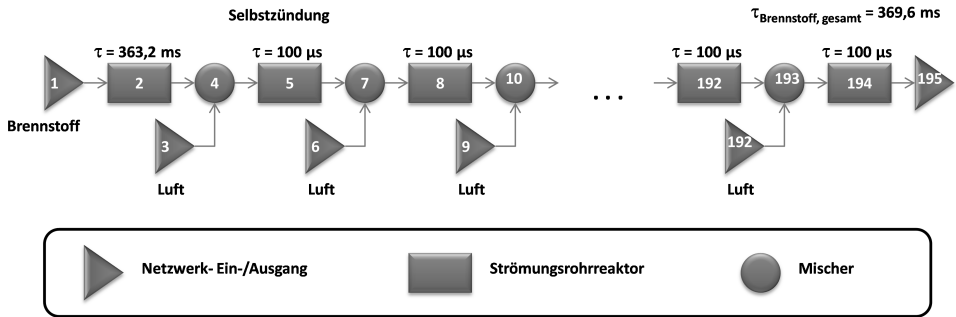 Selbstzündung
τBrennstoff, gesamt = 369,6 ms
τ = 363,2 ms
τ = 100 µs
τ = 100 µs
τ = 100 µs
τ = 100 µs
1
2
4
5
7
8
10
...
192
193
194
195
Brennstoff
3
6
9
192
Luft
Luft
Luft
Luft
Netzwerk- Ein-/Ausgang
Strömungsrohrreaktor
Mischer